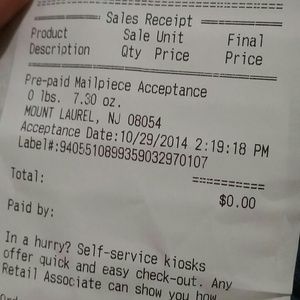 Sales Receipt
Product Sale Unit Final
Description Qty Price Price
Pre-paid Mailpiece Acceptance
0 lbs. 7.30 oz.
MOUNT LAUREL, NJ 08054
Acceptance Date:10/29/2014 2:19:18 PM
Label#:9405510899359032970107
Total: $0.00
Paid by:
In a hurry? Self-service kiosks
offer quick and easy check-out. Any
Retail Associate can show you how